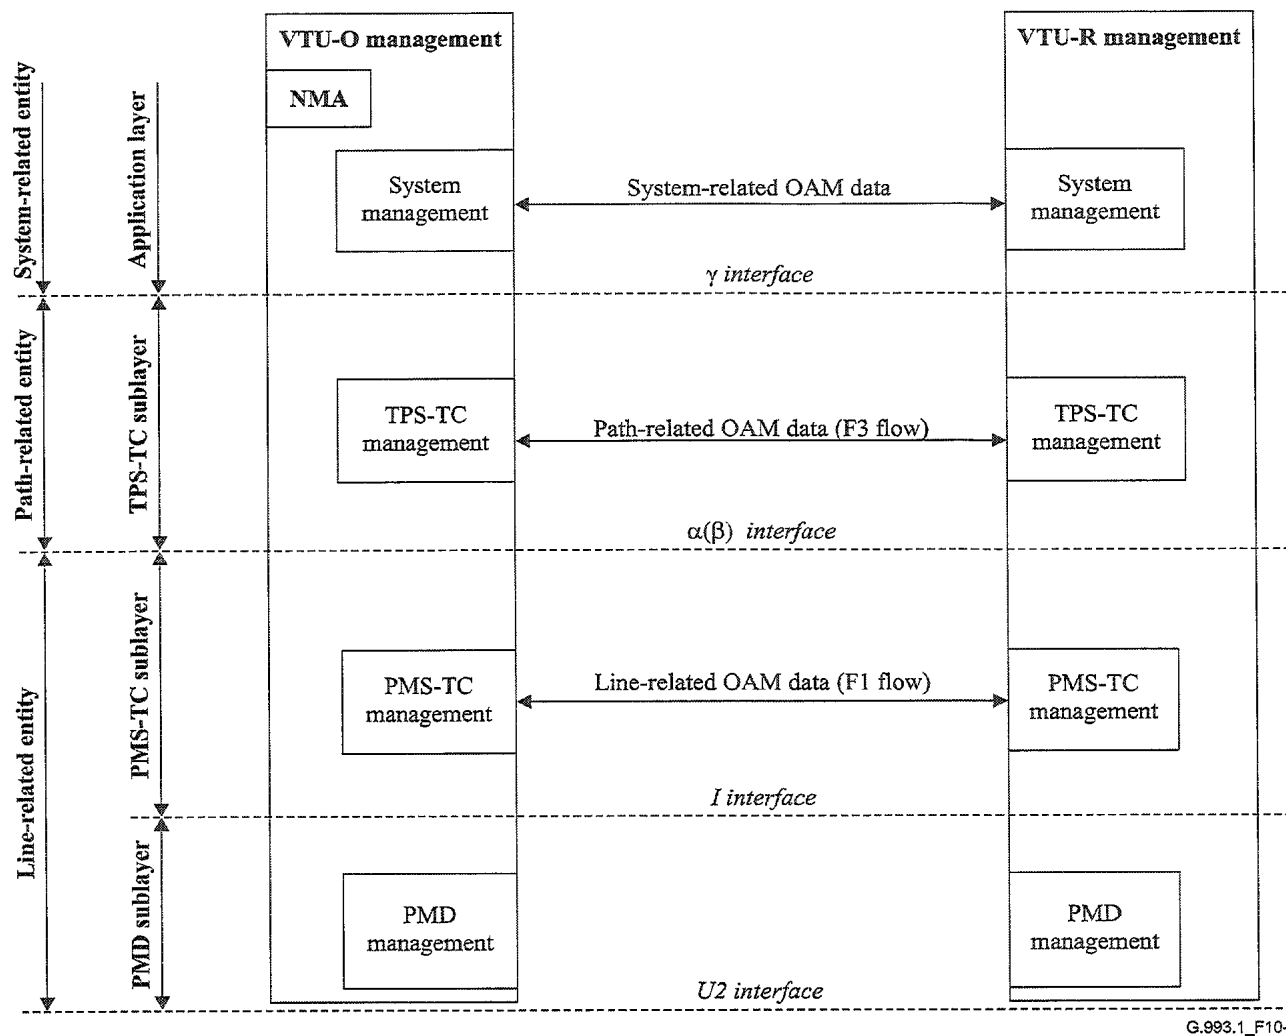 VTU-O management
VTU-R management
NMA
System-related entity
Application layer
System
management
System-related OAM data
System
management
γ interface
Path-related entity
TPS-TC sublayer
TPS-TC
management
Path-related OAM data (F3 flow)
TPS-TC
management
α(β) interface
Line-related entity
PMS-TC sublayer
PMS-TC
management
Line-related OAM data (F1 flow)
PMS-TC
management
I interface
PMD sublayer
PMD
management
PMD
management
U2 interface
G.993.1_F10-